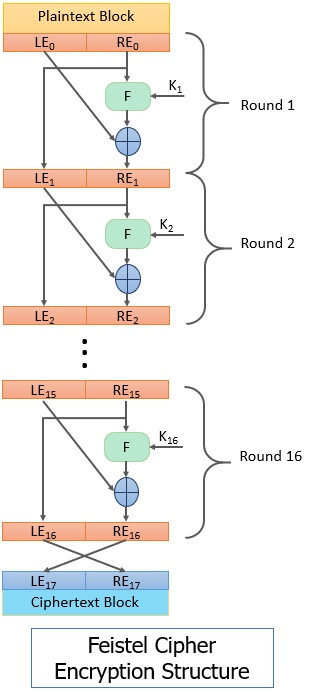 Plaintext Block
LE₀ RE₀
F K₁
Round 1
LE₁ RE₁
F K₂
Round 2
LE₂ RE₂
LE₁₅ RE₁₅
F K₁₆
Round 16
LE₁₆ RE₁₆
LE₁₇ RE₁₇
Ciphertext Block
Feistel Cipher
Encryption Structure